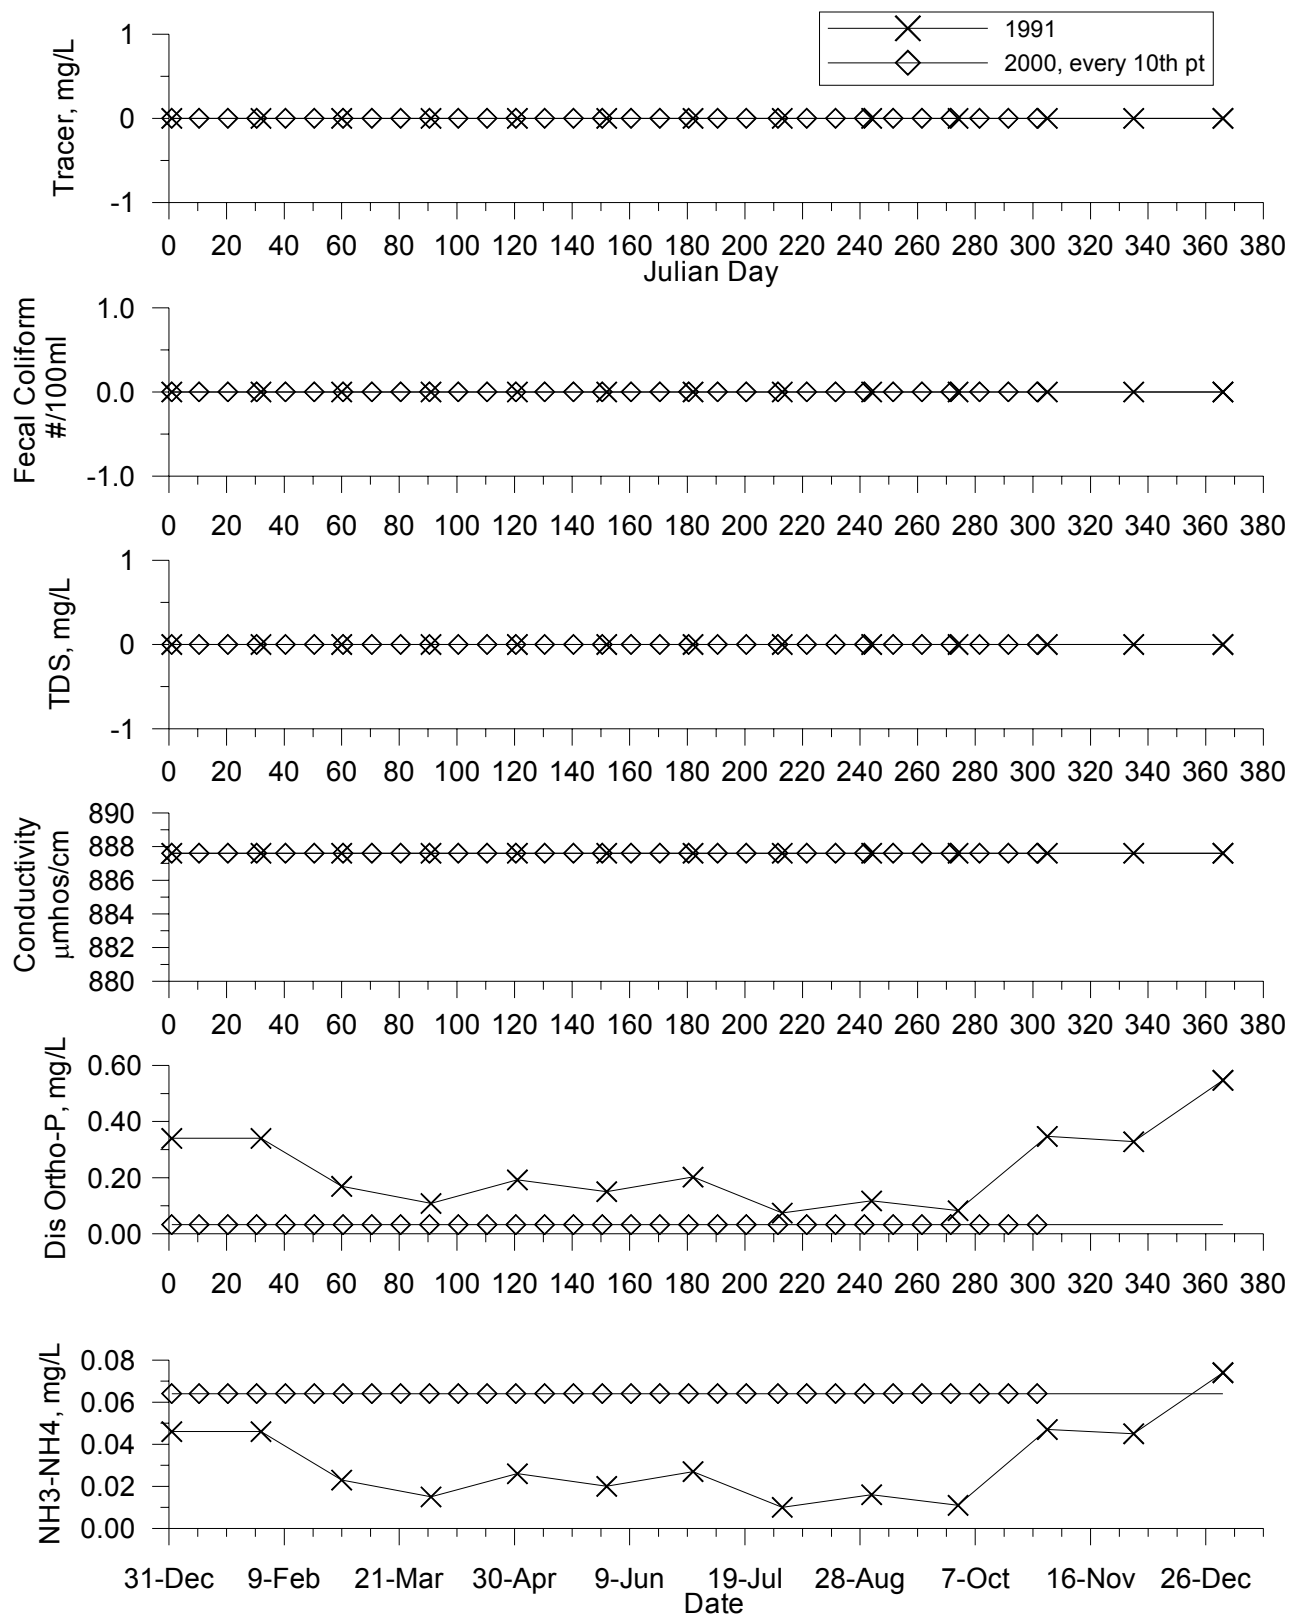 1991
2000, every 10th pt
Tracer, mg/L
1
0
-1
0 20 40 60 80 100 120 140 160 180 200 220 240 260 280 300 320 340 360 380
Julian Day
Fecal Coliform
#/100ml
1.0
0.0
-1.0
0 20 40 60 80 100 120 140 160 180 200 220 240 260 280 300 320 340 360 380
TDS, mg/L
1
0
-1
0 20 40 60 80 100 120 140 160 180 200 220 240 260 280 300 320 340 360 380
Conductivity
μmhos/cm
890
888
886
884
882
880
0 20 40 60 80 100 120 140 160 180 200 220 240 260 280 300 320 340 360 380
Dis Ortho-P, mg/L
0.60
0.40
0.20
0.00
0 20 40 60 80 100 120 140 160 180 200 220 240 260 280 300 320 340 360 380
NH3-NH4, mg/L
0.08
0.06
0.04
0.02
0.00
31-Dec 9-Feb 21-Mar 30-Apr 9-Jun 19-Jul 28-Aug 7-Oct 16-Nov 26-Dec
Date